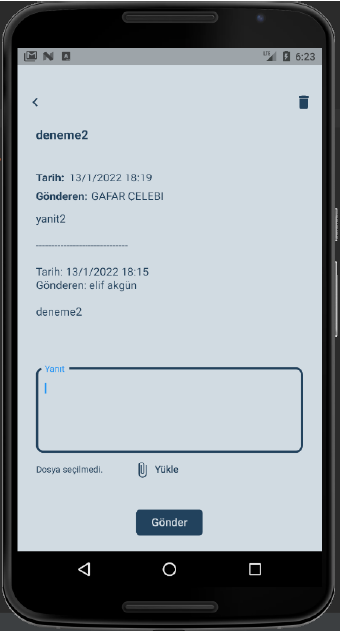 6:23
deneme2
Tarih: 13/1/2022 18:19
Gönderen: GAFAR ÇELEBI
yanit2
------------------------------
Tarih: 13/1/2022 18:15
Gönderen: elif akgün
deneme2
Yanıt
Dosya seçilmedi.
Yükle
Gönder